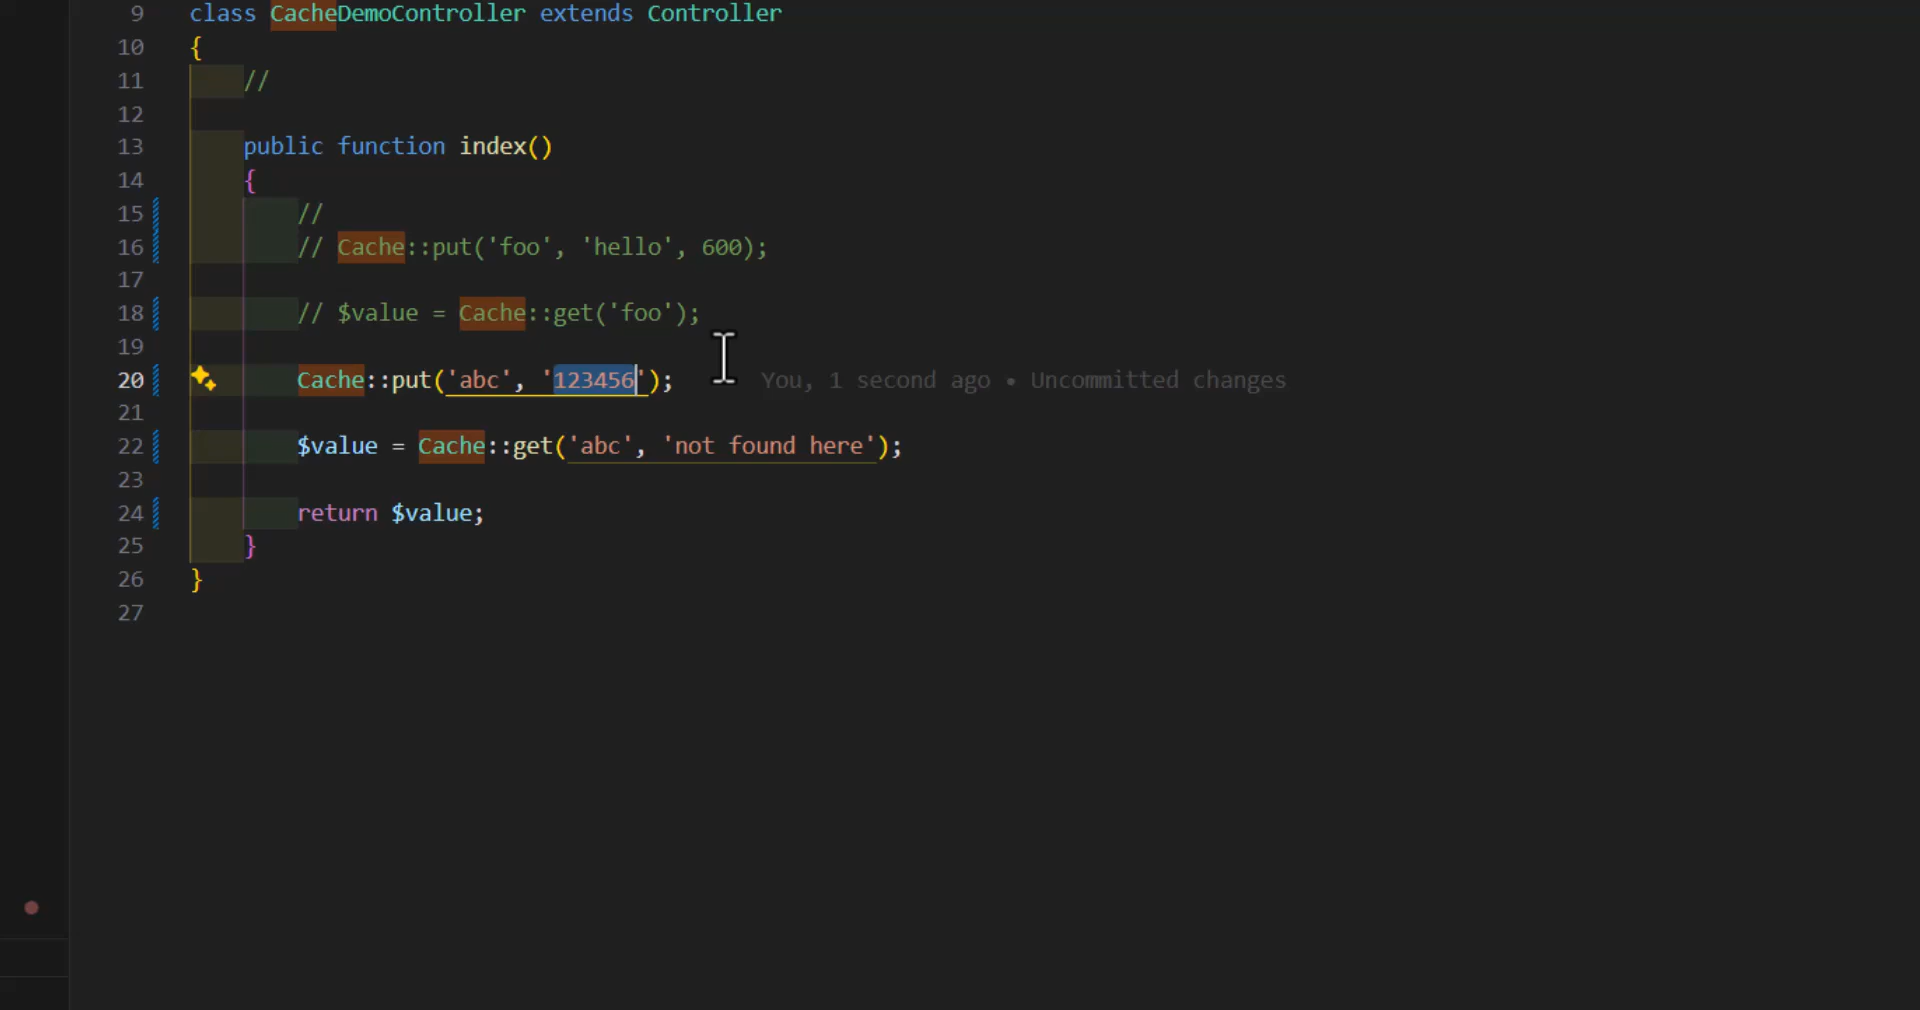 9 class CacheDemoController extends Controller
10 {
11 //
12
13 public function index()
14 {
15 //
16 // Cache::put('foo', 'hello', 600);
17
18 // $value = Cache::get('foo');
19
20 Cache::put('abc', '123456'); You, 1 second ago • Uncommitted changes
21
22 $value = Cache::get('abc', 'not found here');
23
24 return $value;
25 }
26 }
27